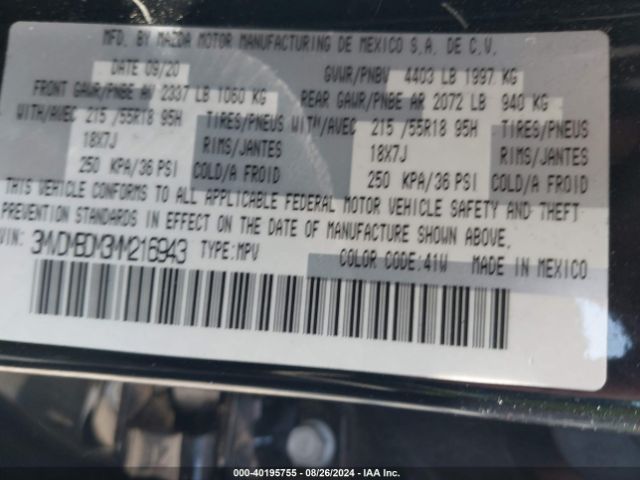 MFD. BY MAZDA MOTOR MANUFACTURING DE MEXICO S.A. DE C.V.
DATE 09/20 GVWR/PNBV 4403 LB 1997 KG
FRONT GAWR/PNBE AV 2337 LB 1060 KG REAR GAWR/PNBE AR 2072 LB 940 KG
WITH/AVEC 215 /55R18 95H TIRES/PNEUS WITH/AVEC 215 /55R18 95H TIRES/PNEUS
18X7J RIMS/JANTES 18X7J RIMS/JANTES
250 KPA/36 PSI COLD/A FROID 250 KPA/36 PSI COLD/A FROID
THIS VEHICLE CONFORMS TO ALL APPLICABLE FEDERAL MOTOR VEHICLE SAFETY AND THEFT
PREVENTION STANDARDS IN EFFECT ON THE DATE OF MANUFACTURE SHOWN ABOVE.
VIN: 3MVDMBDM3MM216943 TYPE:MPV COLOR CODE:41W MADE IN MEXICO
000-40195755 - 08/26/2024 - IAA Inc.